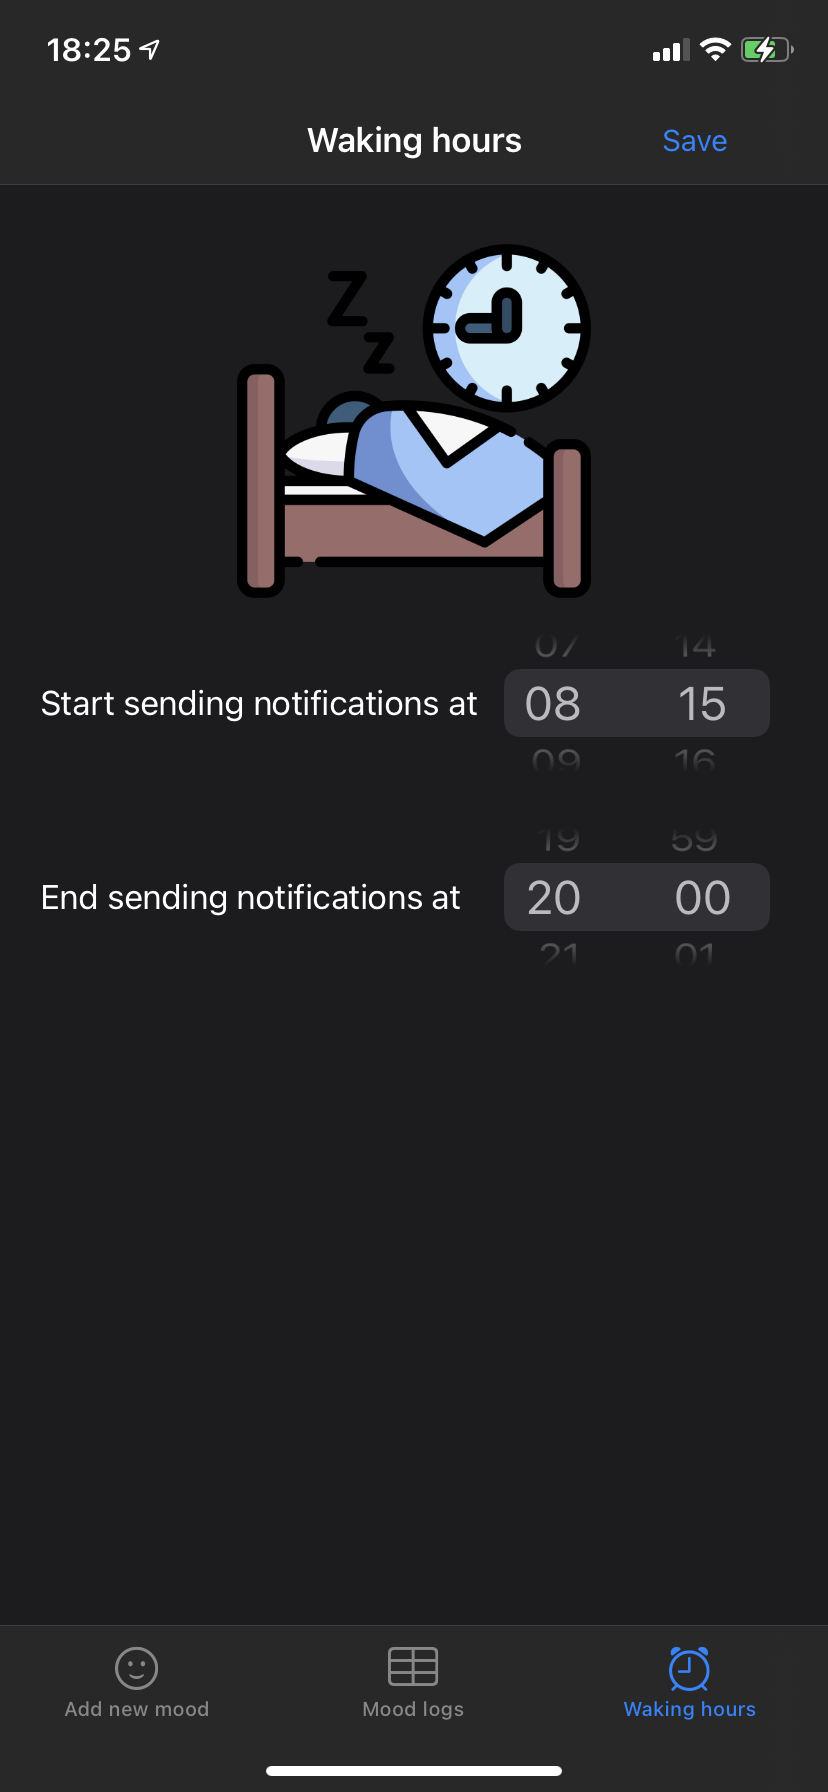 18:25
Waking hours Save
Z
z
07 14
Start sending notifications at 08 15
09 16
19 59
End sending notifications at 20 00
21 01
Add new mood Mood logs Waking hours